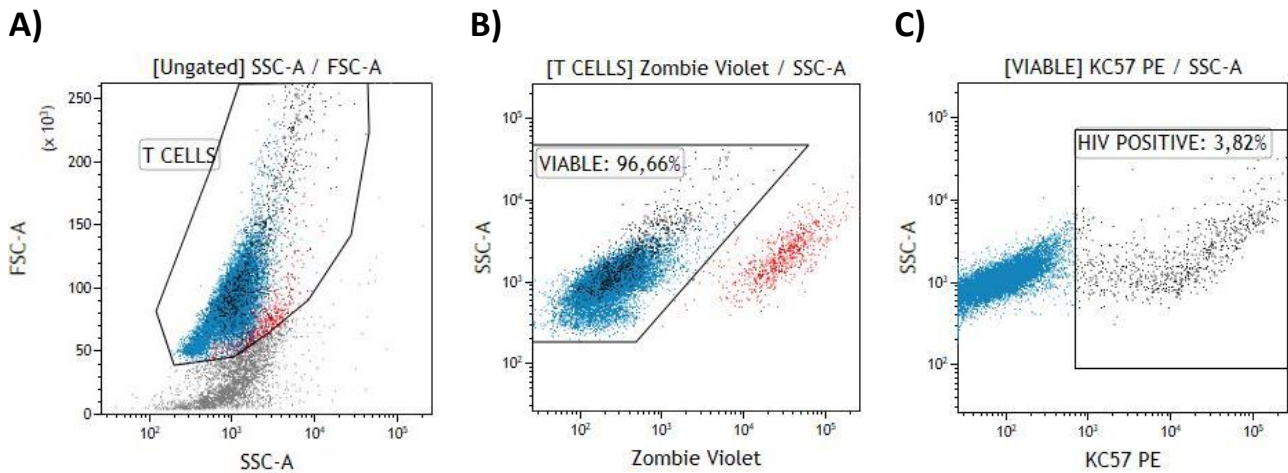 A)
[Ungated] SSC-A / FSC-A
(x 10³)
250
200
150
100
50
0
T CELLS
FSC-A
10²
10³
10⁴
10⁵
SSC-A
B)
[T CELLS] Zombie Violet / SSC-A
10⁵
10⁴
10³
10²
VIABLE: 96,66%
SSC-A
10²
10³
10⁴
10⁵
Zombie Violet
C)
[VIABLE] KC57 PE / SSC-A
10⁵
10⁴
10³
10²
HIV POSITIVE: 3,82%
SSC-A
10²
10³
10⁴
10⁵
KC57 PE